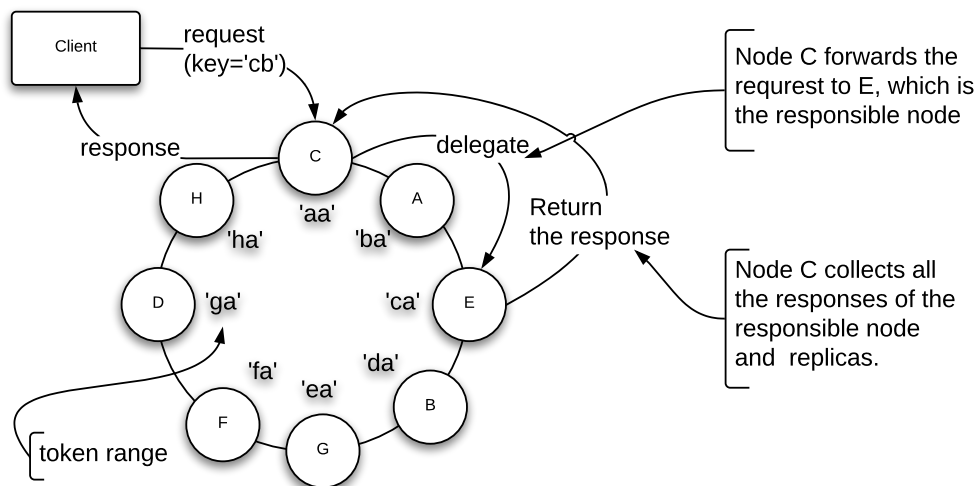 Client
request
(key='cb')
response
delegate
Node C forwards the
requrest to E, which is
the responsible node
C
H
A
'aa'
'ha'
'ba'
Return
the response
D
'ga'
'ca'
E
Node C collects all
the responses of the
responsible node
and  replicas.
'fa'
'ea'
'da'
F
G
B
token range